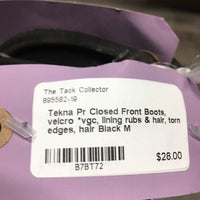 The Tack Collector
895582-19
Tekna Pr Closed Front Boots,
velcro *vgc, lining rubs & hair, torn
edges, hair Black M
$28.00
B7BT72